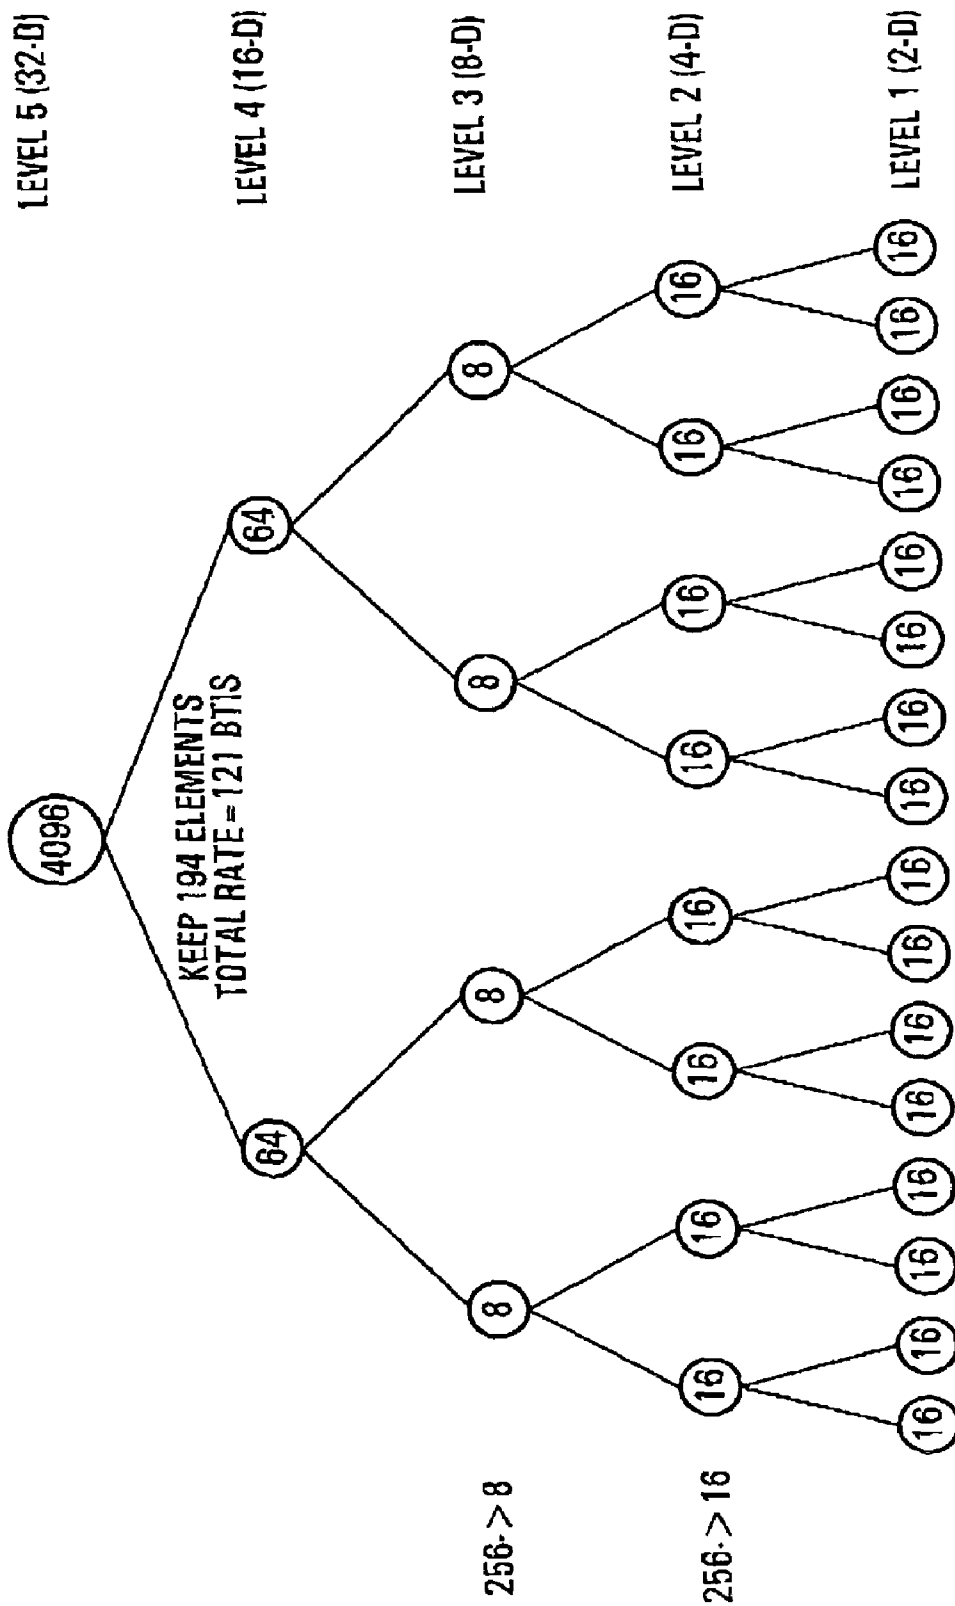 4096 LEVEL 5 (32-D)
KEEP 194 ELEMENTS
TOTAL RATE = 121 BTIS
64 64 LEVEL 4 (16-D)
256- > 8 8 8 8 8 LEVEL 3 (8-D)
256- > 16 16 16 16 16 16 16 16 16 LEVEL 2 (4-D)
16 16 16 16 16 16 16 16 16 16 16 16 16 16 16 16 LEVEL 1 (2-D)